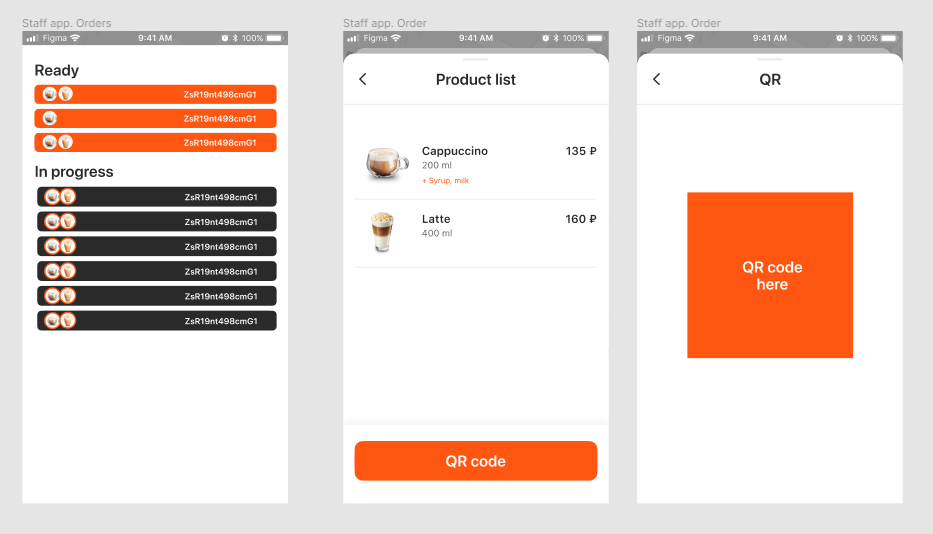 Staff app. Orders
Figma 9:41 AM 100%
Ready
ZsR19nt498cmG1
ZsR19nt498cmG1
ZsR19nt498cmG1
In progress
ZsR19nt498cmG1
ZsR19nt498cmG1
ZsR19nt498cmG1
ZsR19nt498cmG1
ZsR19nt498cmG1
ZsR19nt498cmG1
Staff app. Order
Figma 9:41 AM 100%
Product list
Cappuccino 135 ₽
200 ml
+ Syrup, milk
Latte 160 ₽
400 ml
QR code
Staff app. Order
Figma 9:41 AM 100%
QR
QR code
here